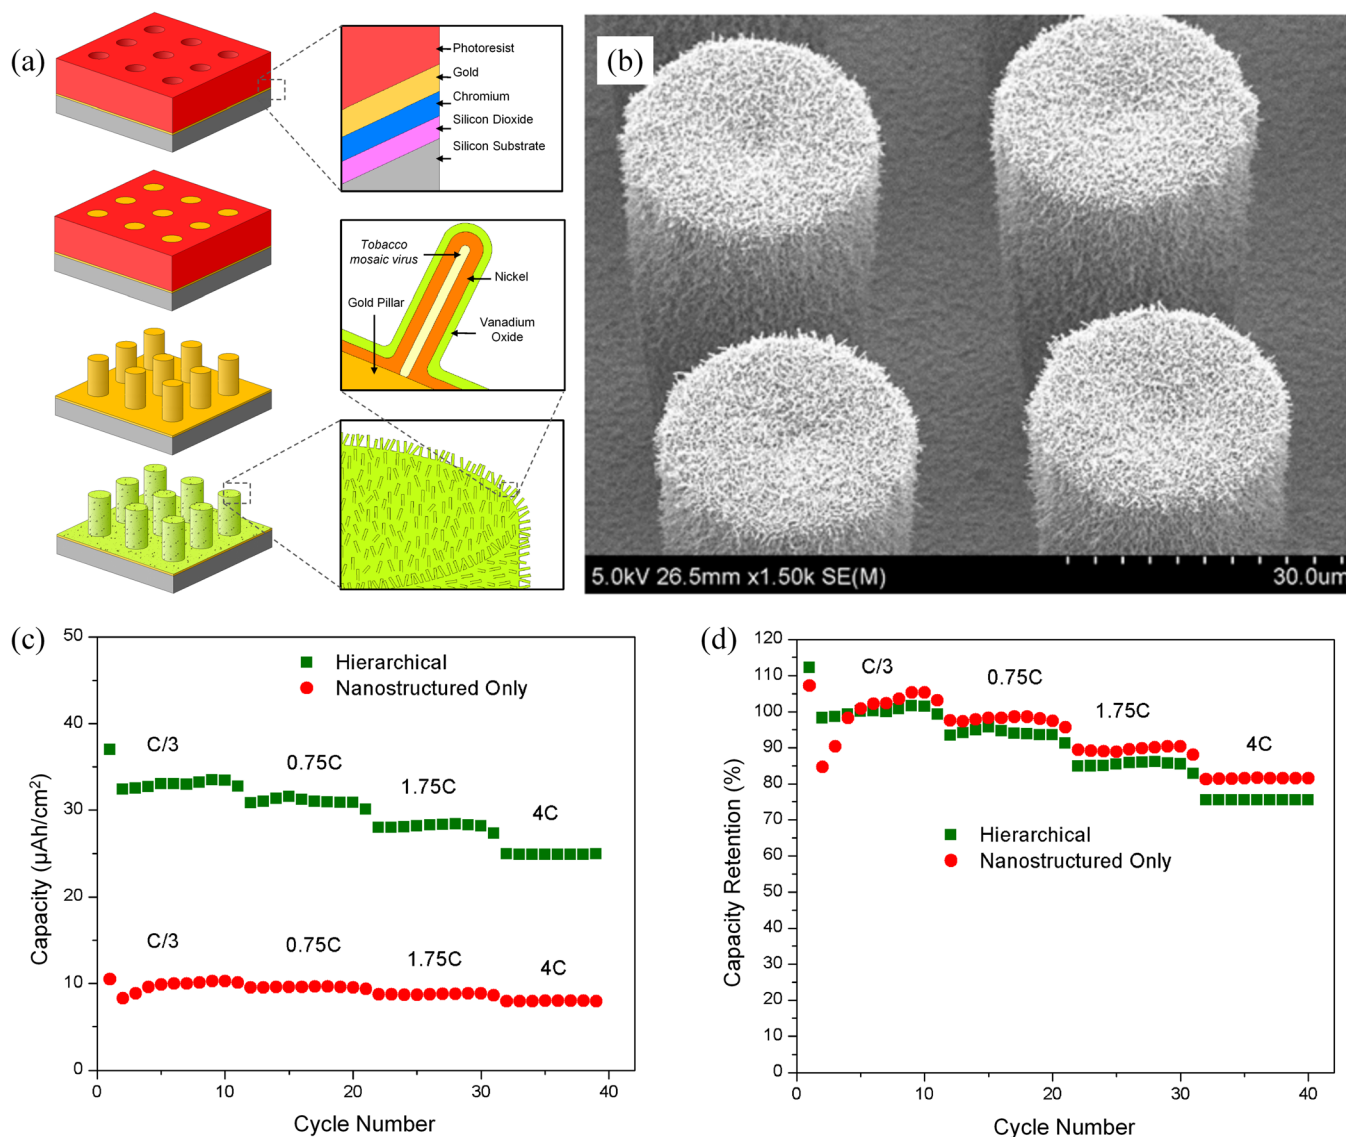 (a)
Photoresist
Gold
Chromium
Silicon Dioxide
Silicon Substrate
Tobacco
mosaic virus
Nickel
Gold Pillar
Vanadium
Oxide
(b)
5.0kV 26.5mm x1.50k SE(M)
30.0um
(c)
50
40
30
20
10
0
Capacity (µAh/cm²)
Hierarchical
Nanostructured Only
C/3
0.75C
1.75C
4C
C/3
0.75C
1.75C
4C
0
10
20
30
40
Cycle Number
(d)
120
110
100
90
80
70
60
50
40
30
20
10
0
Capacity Retention (%)
C/3
0.75C
1.75C
4C
Hierarchical
Nanostructured Only
0
10
20
30
40
Cycle Number